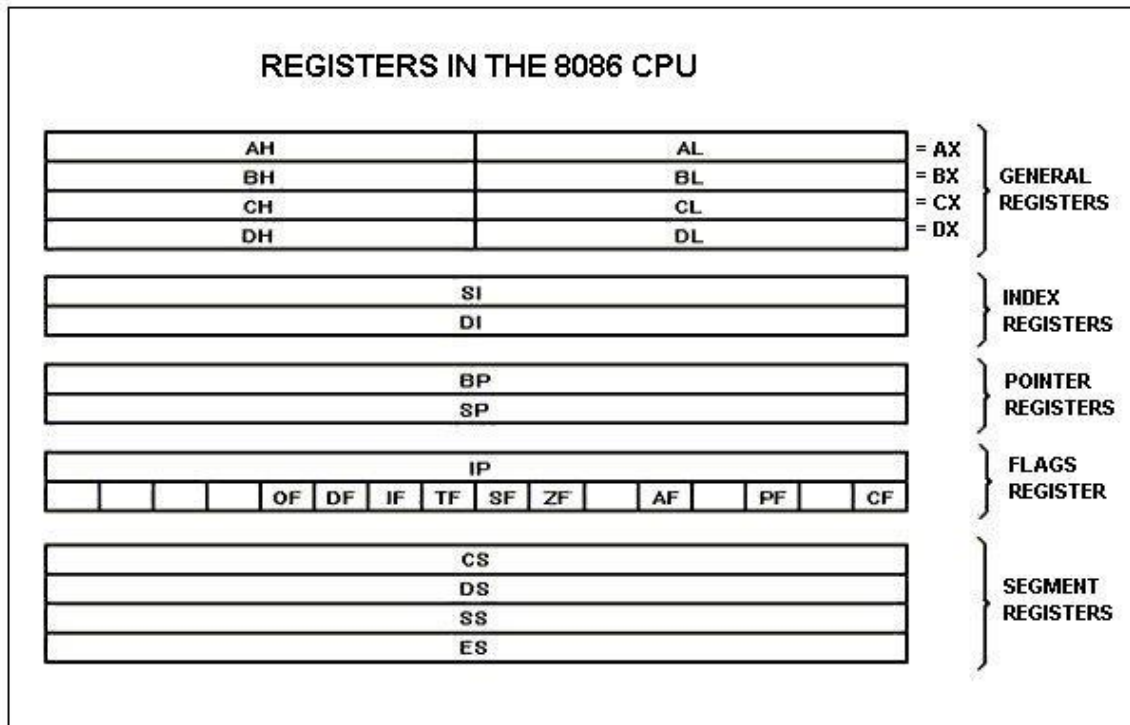 REGISTERS IN THE 8086 CPU
AH AL = AX
BH BL = BX
CH CL = CX
DH DL = DX
GENERAL
REGISTERS
SI
DI
INDEX
REGISTERS
BP
SP
POINTER
REGISTERS
IP
OF DF IF TF SF ZF AF PF CF
FLAGS
REGISTER
CS
DS
SS
ES
SEGMENT
REGISTERS